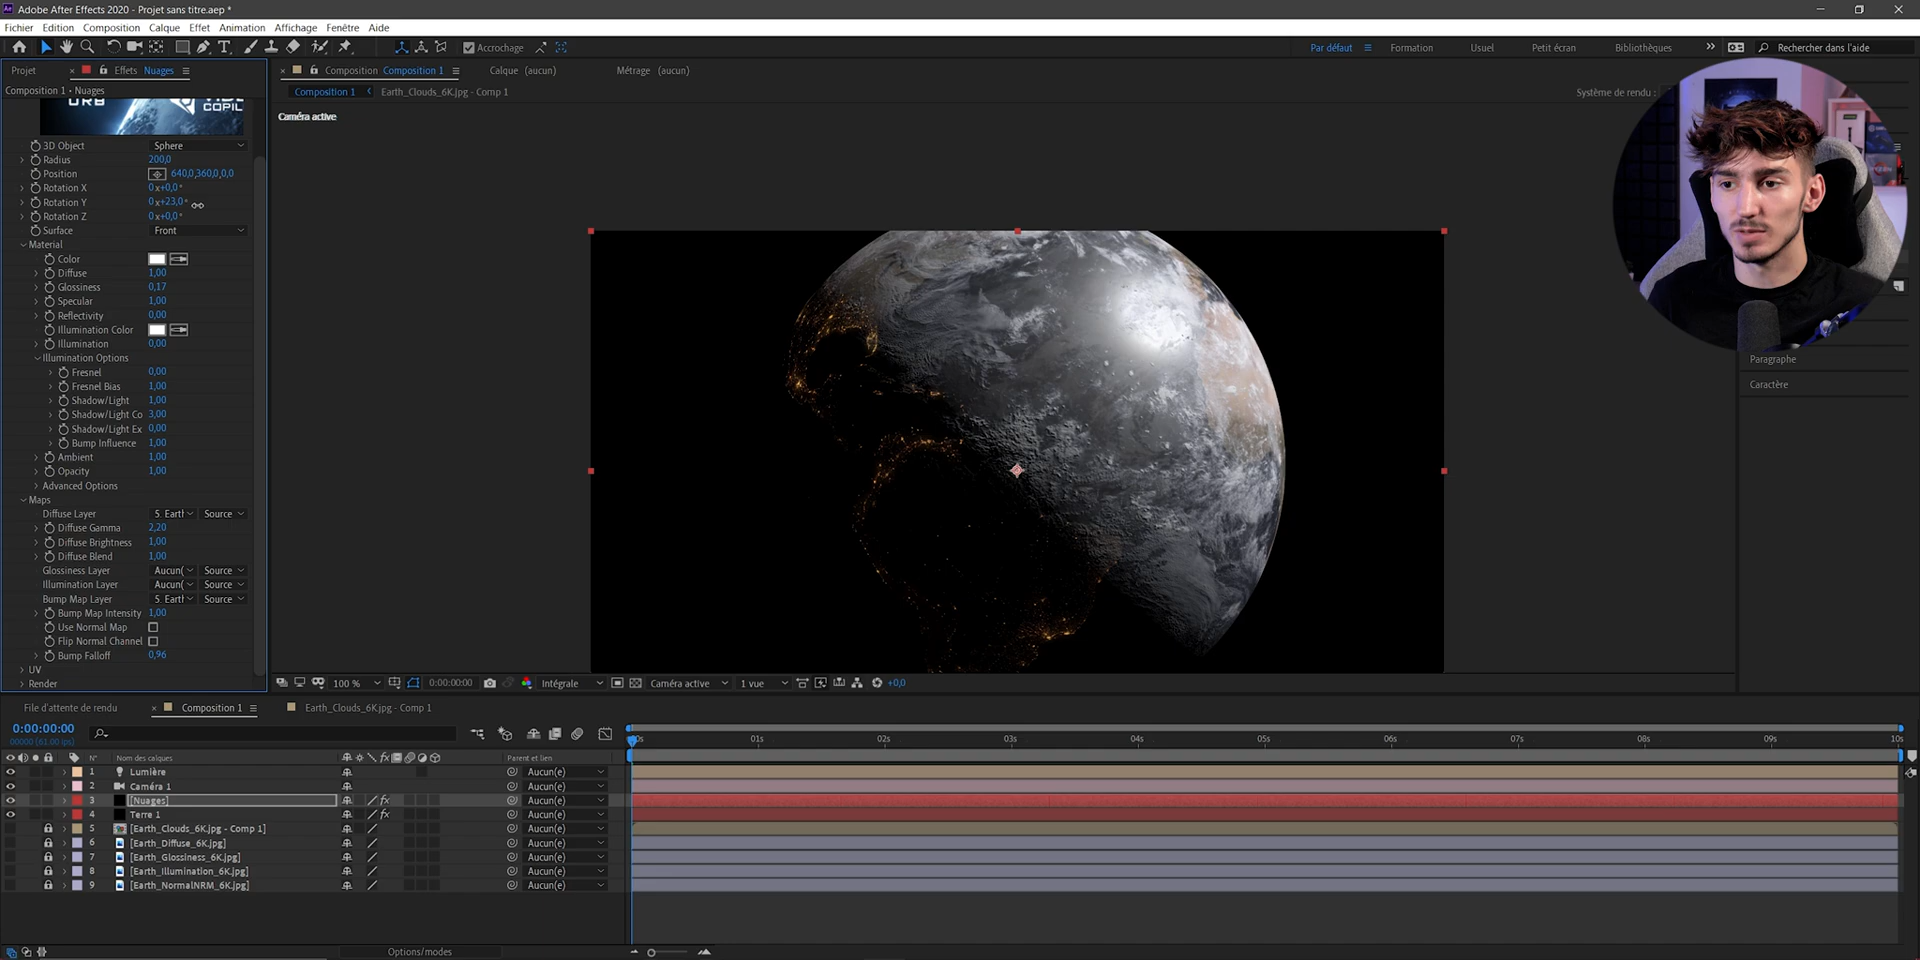 Adobe After Effects 2020 - Projet sans titre.aep *
Fichier Edition Composition Calque Effet Animation Affichage Fenêtre Aide
Accrochage
Par défaut Formation Usuel Petit écran Bibliothèques Rechercher dans l'aide
Projet Effets Nuages Composition Composition 1 Calque (aucun) Métrage (aucun)
Composition 1 • Nuages
Composition 1 Earth_Clouds_6K.jpg - Comp 1 Système de rendu :
ORB
COPIL
Caméra active
3D Object Sphere
Radius 200,0
Position 640,0,360,0,0,0
Rotation X 0 x+0,0°
Rotation Y 0 x+23,0°
Rotation Z 0 x+0,0°
Surface Front
Material
Color
Diffuse 1,00
Glossiness 0,17
Specular 1,00
Reflectivity 0,00
Illumination Color
Illumination 0,00
Illumination Options
Fresnel 0,00
Fresnel Bias 1,00
Shadow/Light 1,00
Shadow/Light Co 3,00
Shadow/Light Ex 0,00
Bump Influence 1,00
Ambient 1,00
Opacity 1,00
Advanced Options
Maps
Diffuse Layer 5. Eart Source
Diffuse Gamma 2,20
Diffuse Brightness 1,00
Diffuse Blend 1,00
Glossiness Layer Aucun( Source
Illumination Layer Aucun( Source
Bump Map Layer 5. Eart Source
Bump Map Intensity 1,00
Use Normal Map
Flip Normal Channel
Bump Falloff 0,96
UV
Render
Paragraphe
Caractère
100 % 0:00:00:00 Intégrale Caméra active 1 vue +0,0
File d'attente de rendu Composition 1 Earth_Clouds_6K.jpg - Comp 1
0:00:00:00
00000 (61.00 ips)
01s 02s 03s 04s 05s 06s 07s 08s 09s 10s
N° Nom des calques Parent et lien
1 Lumière Aucun(e)
2 Caméra 1 Aucun(e)
3 [Nuages] Aucun(e)
4 Terre 1 Aucun(e)
5 [Earth_Clouds_6K.jpg - Comp 1] Aucun(e)
6 [Earth_Diffuse_6K.jpg] Aucun(e)
7 [Earth_Glossiness_6K.jpg] Aucun(e)
8 [Earth_Illumination_6K.jpg] Aucun(e)
9 [Earth_NormalNRM_6K.jpg] Aucun(e)
Options/modes